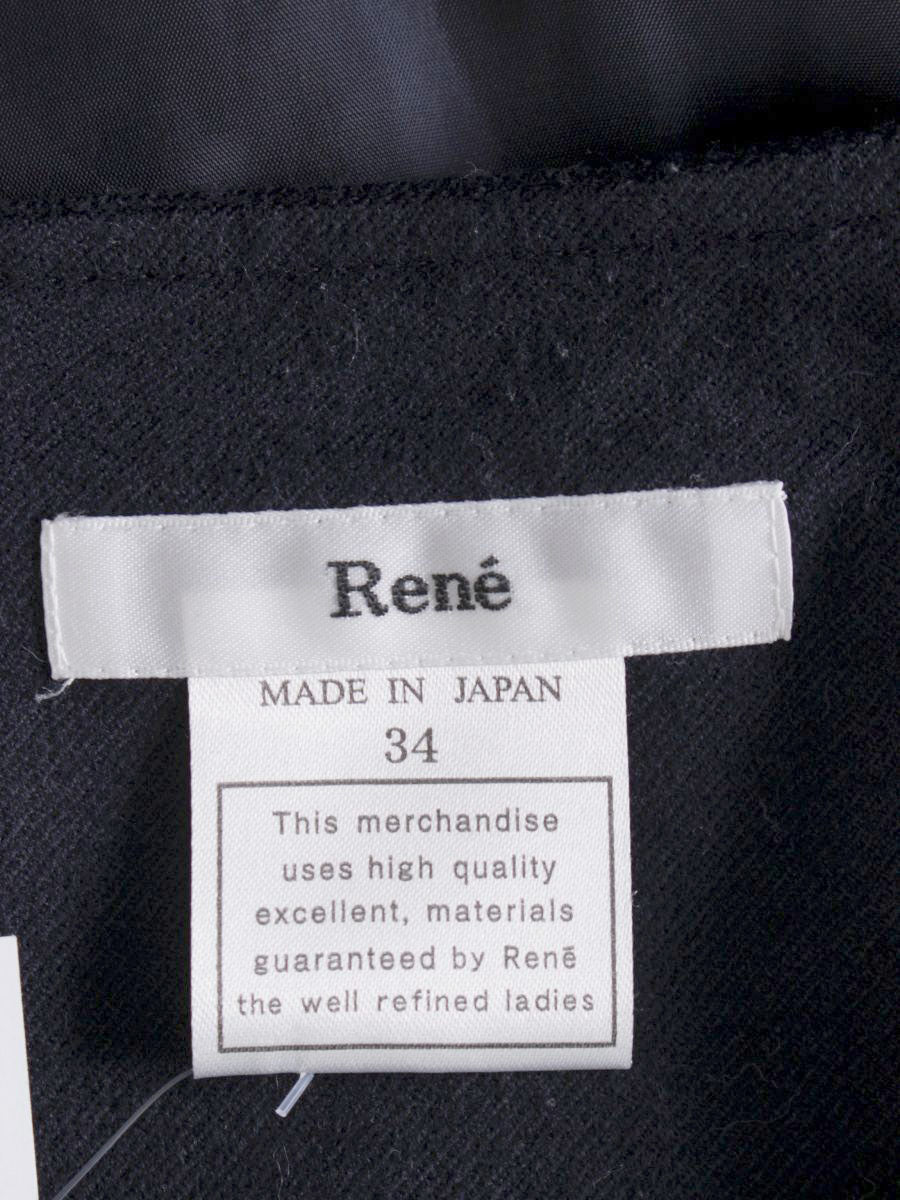 René
MADE IN JAPAN
34
This merchandise
uses high quality
excellent, materials
guaranteed by Renē
the well refined ladies